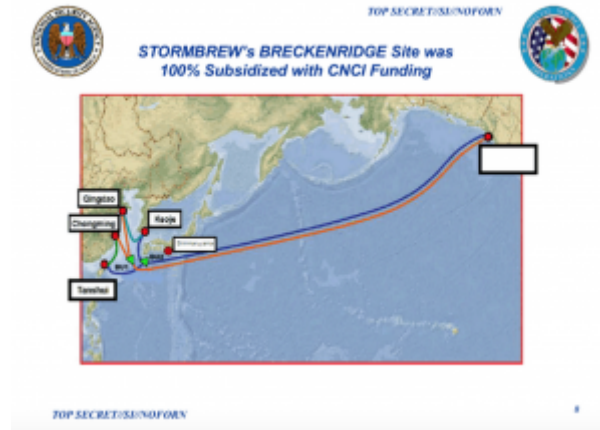 TOP SECRET//SI//NOFORN
STORMBREW's BRECKENRIDGE Site was
100% Subsidized with CNCI Funding
Qingdao
Chongming
Keoje
Tanshui
TOP SECRET//SI//NOFORN
8